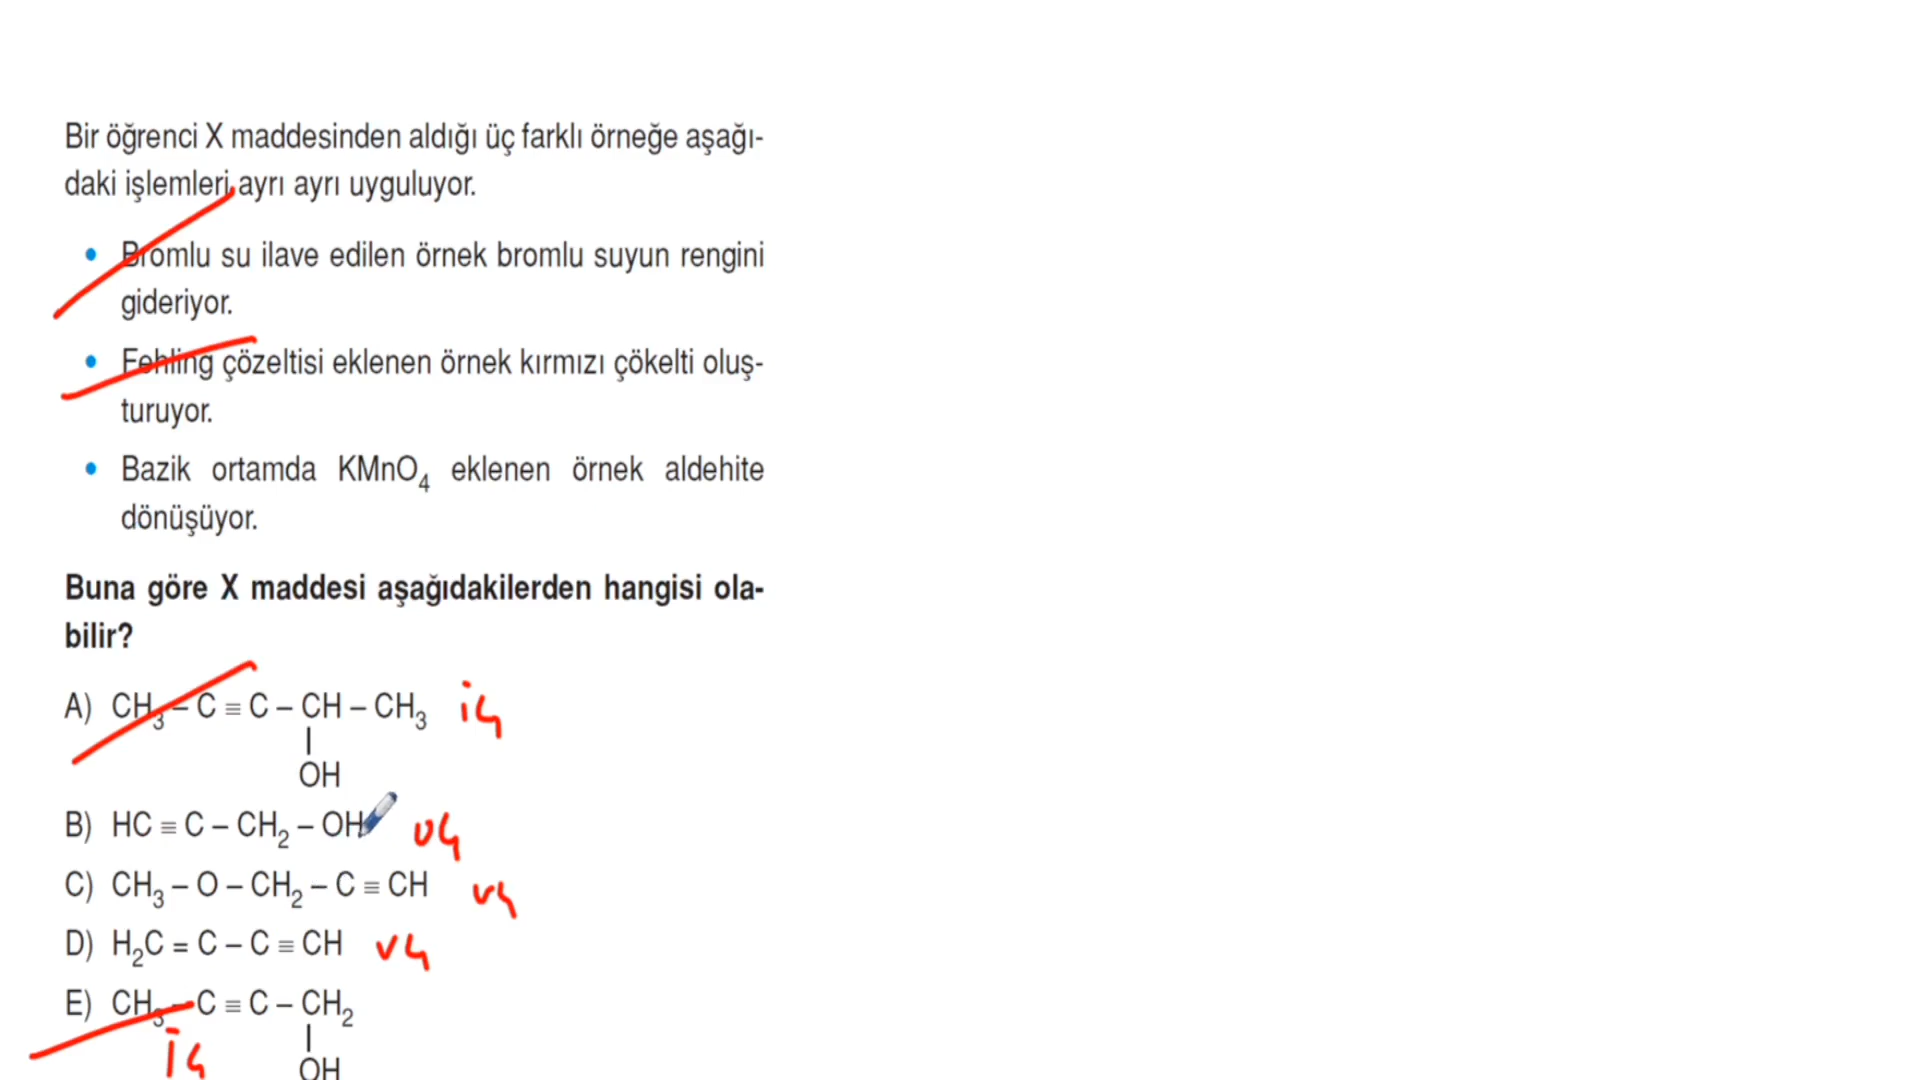 Bir öğrenci X maddesinden aldığı üç farklı örneğe aşağı-
daki işlemleri ayrı ayrı uyguluyor.
• Bromlu su ilave edilen örnek bromlu suyun rengini
gideriyor.
• Fehling çözeltisi eklenen örnek kırmızı çökelti oluş-
turuyor.
• Bazik ortamda KMnO₄ eklenen örnek aldehite
dönüşüyor.
Buna göre X maddesi aşağıdakilerden hangisi ola-
bilir?
A) CH₃ – C ≡ C – CH – CH₃ iç
|
OH
B) HC ≡ C – CH₂ – OH uç
C) CH₃ – O – CH₂ – C ≡ CH uç
D) H₂C = C – C ≡ CH uç
E) CH₃ – C ≡ C – CH₂
| iç
OH